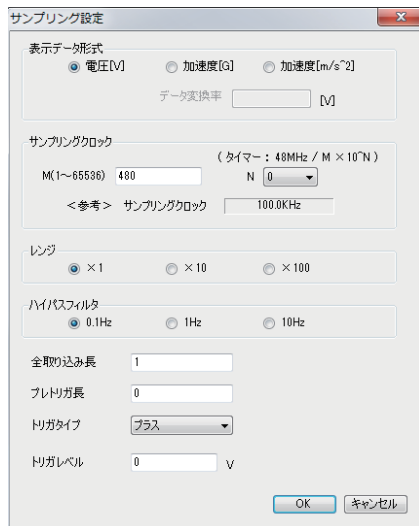 サンプリング設定
表示データ形式
電圧[V] 加速度[G] 加速度[m/s^2]
データ変換率 [V]
サンプリングクロック
( タイマー : 48MHz / M ×10^N )
M(1～65536) 480 N 0
＜参考＞ サンプリングクロック 100.0KHz
レンジ
×1 ×10 ×100
ハイパスフィルタ
0.1Hz 1Hz 10Hz
全取り込み長 1
プレトリガ長 0
トリガタイプ プラス
トリガレベル 0 V
OK キャンセル